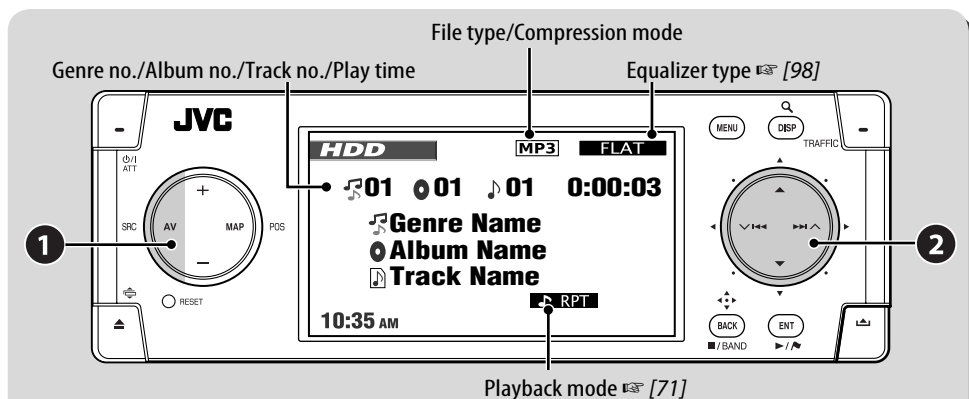 File type/Compression mode
Genre no./Album no./Track no./Play time
Equalizer type ☞ [98]
JVC
HDD MP3 FLAT
01 01 01 0:00:03
Genre Name
Album Name
Track Name
RPT
10:35 AM
⏻/I
ATT
SRC
AV
+
−
MAP
POS
RESET
MENU
DISP
TRAFFIC
BACK
ENT
■/BAND
►/⚑
1
2
Playback mode ☞ [71]